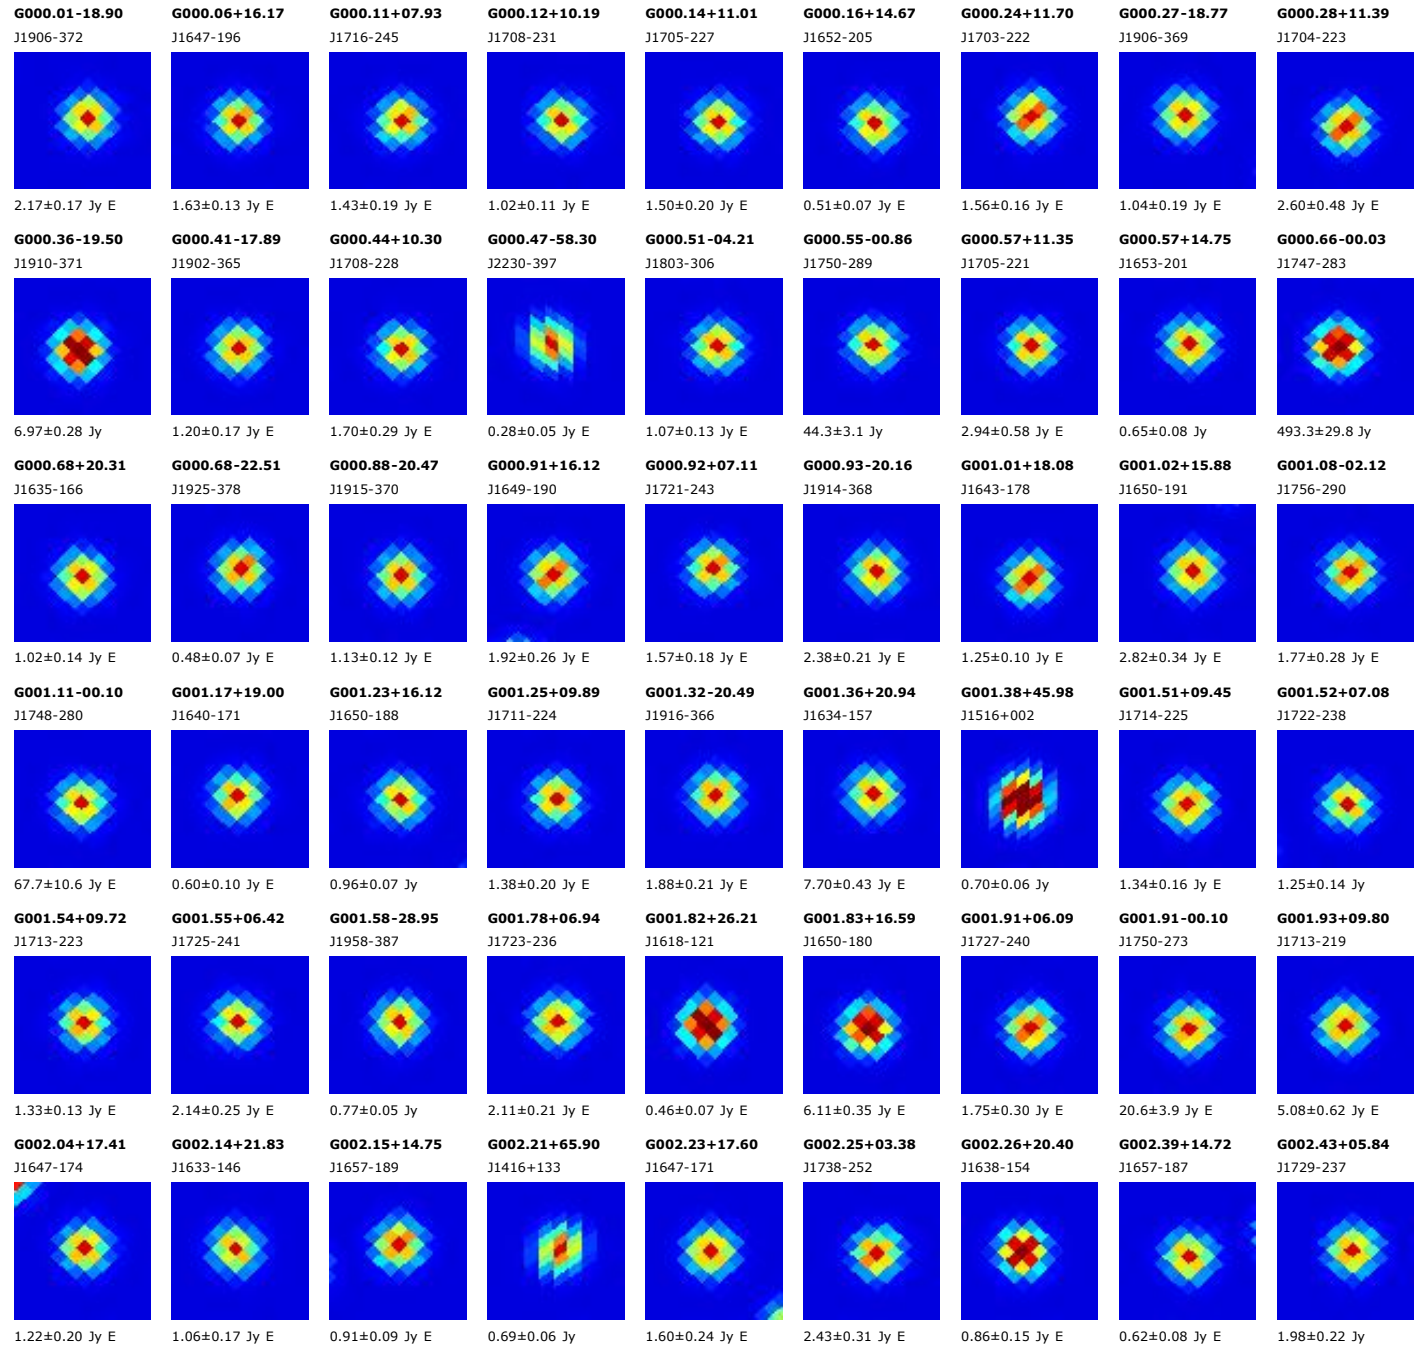 G000.01-18.90 G000.06+16.17 G000.11+07.93 G000.12+10.19 G000.14+11.01 G000.16+14.67 G000.24+11.70 G000.27-18.77 G000.28+11.39
J1906-372 J1647-196 J1716-245 J1708-231 J1705-227 J1652-205 J1703-222 J1906-369 J1704-223
2.17±0.17 Jy E 1.63±0.13 Jy E 1.43±0.19 Jy E 1.02±0.11 Jy E 1.50±0.20 Jy E 0.51±0.07 Jy E 1.56±0.16 Jy E 1.04±0.19 Jy E 2.60±0.48 Jy E
G000.36-19.50 G000.41-17.89 G000.44+10.30 G000.47-58.30 G000.51-04.21 G000.55-00.86 G000.57+11.35 G000.57+14.75 G000.66-00.03
J1910-371 J1902-365 J1708-228 J2230-397 J1803-306 J1750-289 J1705-221 J1653-201 J1747-283
6.97±0.28 Jy 1.20±0.17 Jy E 1.70±0.29 Jy E 0.28±0.05 Jy E 1.07±0.13 Jy E 44.3±3.1 Jy 2.94±0.58 Jy E 0.65±0.08 Jy 493.3±29.8 Jy
G000.68+20.31 G000.68-22.51 G000.88-20.47 G000.91+16.12 G000.92+07.11 G000.93-20.16 G001.01+18.08 G001.02+15.88 G001.08-02.12
J1635-166 J1925-378 J1915-370 J1649-190 J1721-243 J1914-368 J1643-178 J1650-191 J1756-290
1.02±0.14 Jy E 0.48±0.07 Jy E 1.13±0.12 Jy E 1.92±0.26 Jy E 1.57±0.18 Jy E 2.38±0.21 Jy E 1.25±0.10 Jy E 2.82±0.34 Jy E 1.77±0.28 Jy E
G001.11-00.10 G001.17+19.00 G001.23+16.12 G001.25+09.89 G001.32-20.49 G001.36+20.94 G001.38+45.98 G001.51+09.45 G001.52+07.08
J1748-280 J1640-171 J1650-188 J1711-224 J1916-366 J1634-157 J1516+002 J1714-225 J1722-238
67.7±10.6 Jy E 0.60±0.10 Jy E 0.96±0.07 Jy 1.38±0.20 Jy E 1.88±0.21 Jy E 7.70±0.43 Jy E 0.70±0.06 Jy 1.34±0.16 Jy E 1.25±0.14 Jy
G001.54+09.72 G001.55+06.42 G001.58-28.95 G001.78+06.94 G001.82+26.21 G001.83+16.59 G001.91+06.09 G001.91-00.10 G001.93+09.80
J1713-223 J1725-241 J1958-387 J1723-236 J1618-121 J1650-180 J1727-240 J1750-273 J1713-219
1.33±0.13 Jy E 2.14±0.25 Jy E 0.77±0.05 Jy 2.11±0.21 Jy E 0.46±0.07 Jy E 6.11±0.35 Jy E 1.75±0.30 Jy E 20.6±3.9 Jy E 5.08±0.62 Jy E
G002.04+17.41 G002.14+21.83 G002.15+14.75 G002.21+65.90 G002.23+17.60 G002.25+03.38 G002.26+20.40 G002.39+14.72 G002.43+05.84
J1647-174 J1633-146 J1657-189 J1416+133 J1647-171 J1738-252 J1638-154 J1657-187 J1729-237
1.22±0.20 Jy E 1.06±0.17 Jy E 0.91±0.09 Jy E 0.69±0.06 Jy 1.60±0.24 Jy E 2.43±0.31 Jy E 0.86±0.15 Jy E 0.62±0.08 Jy E 1.98±0.22 Jy